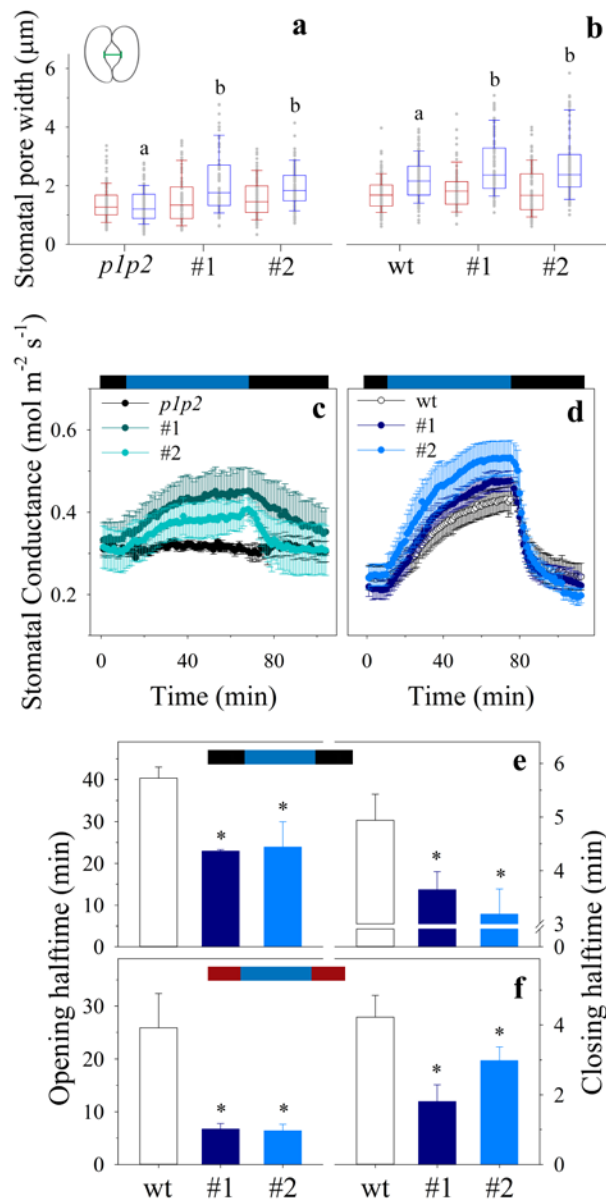 a b
Stomatal pore width (μm)
6
4
2
0
a b b
a b b
p1p2 #1 #2 wt #1 #2
c d
p1p2
#1
#2
wt
#1
#2
Stomatal Conductance (mol m⁻² s⁻¹)
0.6
0.4
0.2
0 40 80 0 40 80
Time (min) Time (min)
e
Opening halftime (min)
40
30
20
10
0
* *
* *
6
5
4
3
0
Closing halftime (min)
f
30
20
10
0
* *
* *
4
2
0
wt #1 #2 wt #1 #2